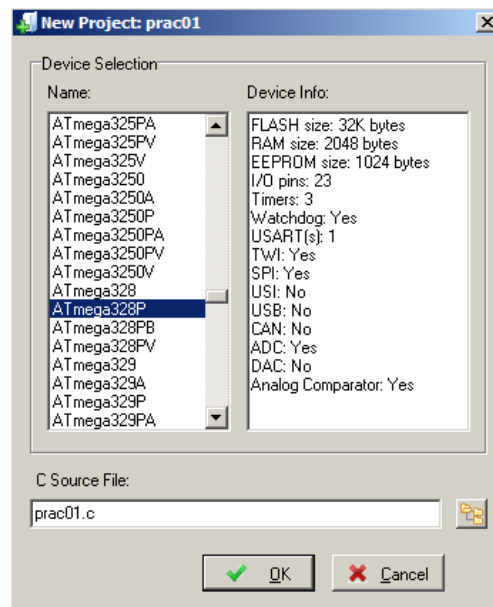 New Project: prac01
Device Selection
Name:
Device Info:
ATmega325PA
ATmega325PV
ATmega325V
ATmega3250
ATmega3250A
ATmega3250P
ATmega3250PA
ATmega3250PV
ATmega3250V
ATmega328
ATmega328P
ATmega328PB
ATmega328PV
ATmega329
ATmega329A
ATmega329P
ATmega329PA
FLASH size: 32K bytes
RAM size: 2048 bytes
EEPROM size: 1024 bytes
I/O pins: 23
Timers: 3
Watchdog: Yes
USART(s): 1
TWI: Yes
SPI: Yes
USI: No
USB: No
CAN: No
ADC: Yes
DAC: No
Analog Comparator: Yes
C Source File:
prac01.c
OK
Cancel